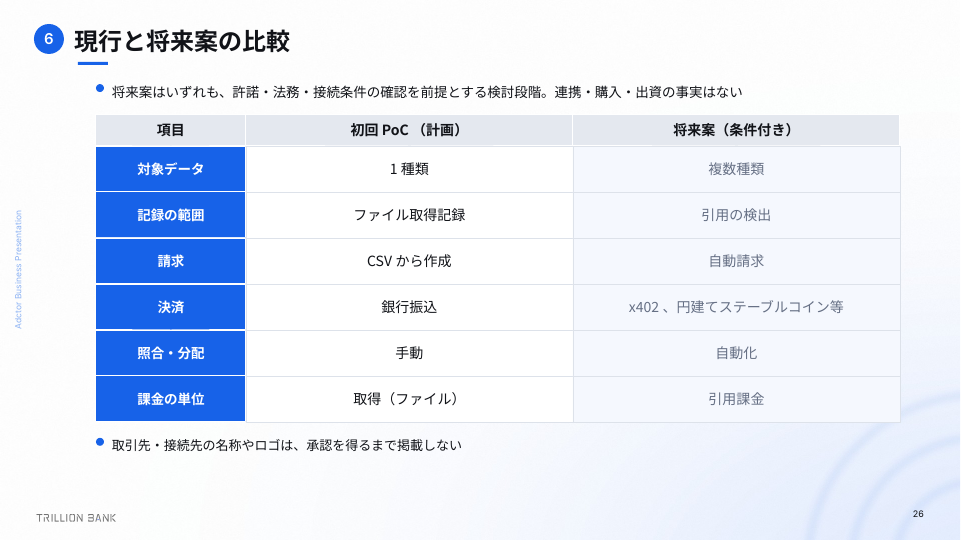 6 現行と将来案の比較
将来案はいずれも、許諾・法務・接続条件の確認を前提とする検討段階。連携・購入・出資の事実はない
項目 初回 PoC （計画） 将来案（条件付き）
対象データ 1 種類 複数種類
記録の範囲 ファイル取得記録 引用の検出
請求 CSV から作成 自動請求
決済 銀行振込 x402 、円建てステーブルコイン等
照合・分配 手動 自動化
課金の単位 取得（ファイル） 引用課金
取引先・接続先の名称やロゴは、承認を得るまで掲載しない
Adctor Business Presentation
TRILLION BANK
26